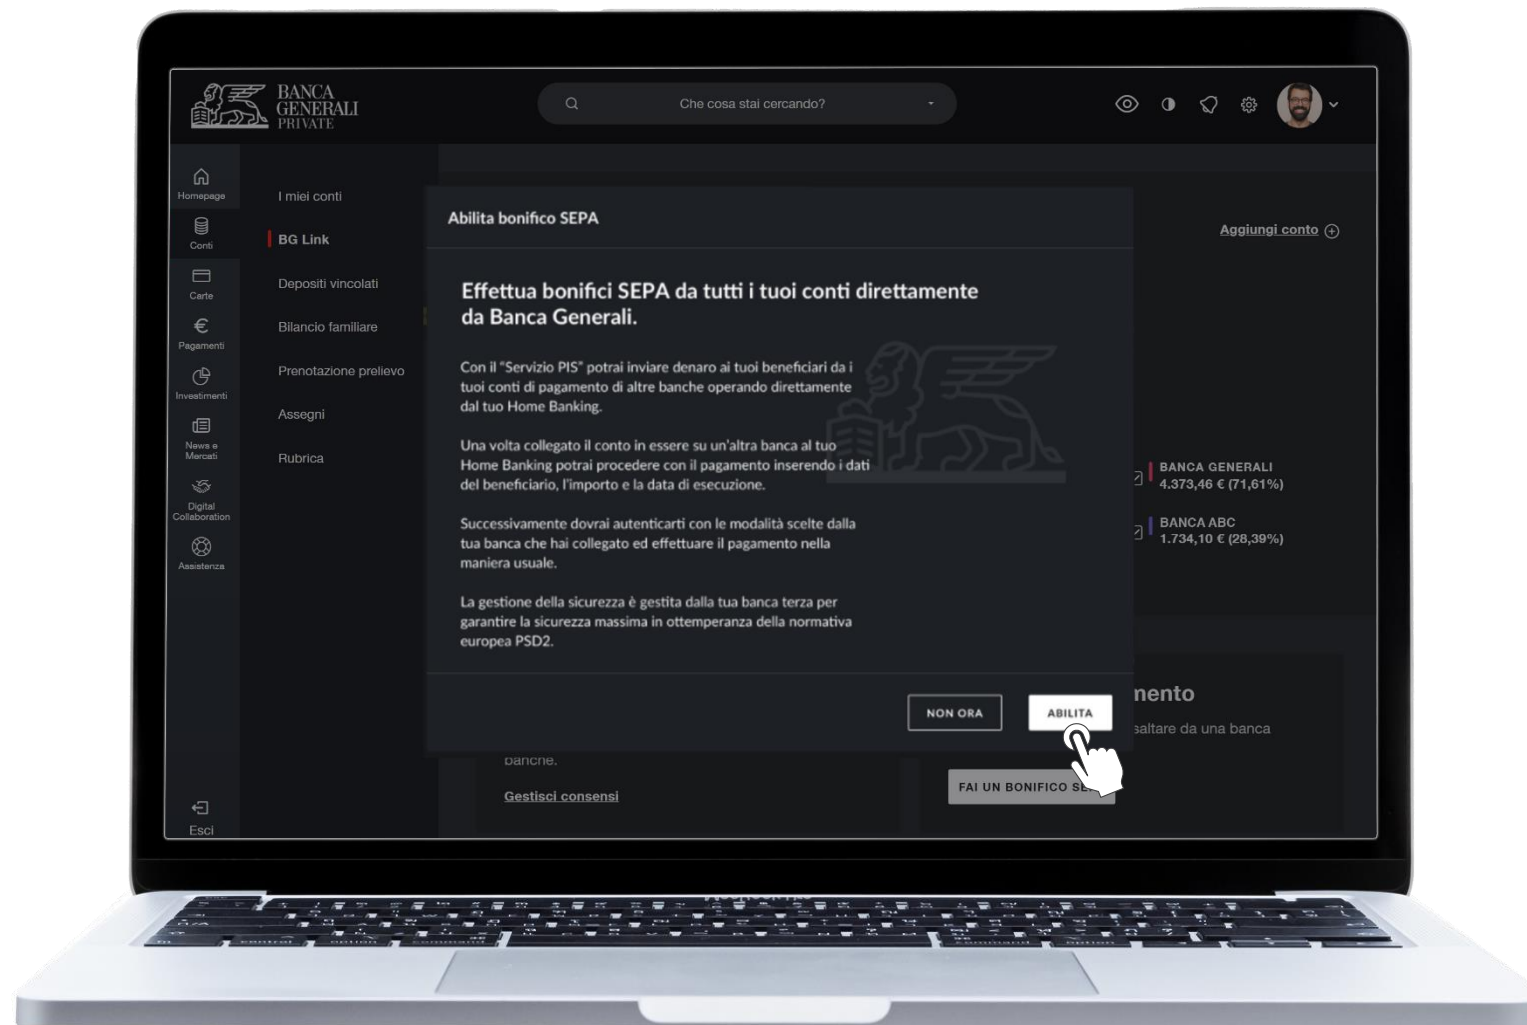 BANCA
GENERALI
PRIVATE
Che cosa stai cercando?
Homepage
Conti
Carte
Pagamenti
Investimenti
News e
Mercati
Digital
Collaboration
Assistenza
Esci
I miei conti
BG Link
Depositi vincolati
Bilancio familiare
Prenotazione prelievo
Assegni
Rubrica
Aggiungi conto
Abilita bonifico SEPA
Effettua bonifici SEPA da tutti i tuoi conti direttamente
da Banca Generali.
Con il "Servizio PIS" potrai inviare denaro ai tuoi beneficiari da i
tuoi conti di pagamento di altre banche operando direttamente
dal tuo Home Banking.
Una volta collegato il conto in essere su un'altra banca al tuo
Home Banking potrai procedere con il pagamento inserendo i dati
del beneficiario, l'importo e la data di esecuzione.
Successivamente dovrai autenticarti con le modalità scelte dalla
tua banca che hai collegato ed effettuare il pagamento nella
maniera usuale.
La gestione della sicurezza è gestita dalla tua banca terza per
garantire la sicurezza massima in ottemperanza della normativa
europea PSD2.
NON ORA
ABILITA
BANCA GENERALI
4.373,46 € (71,61%)
BANCA ABC
1.734,10 € (28,39%)
mento
saltare da una banca
banche.
Gestisci consensi
FAI UN BONIFICO SE
control option command
command option